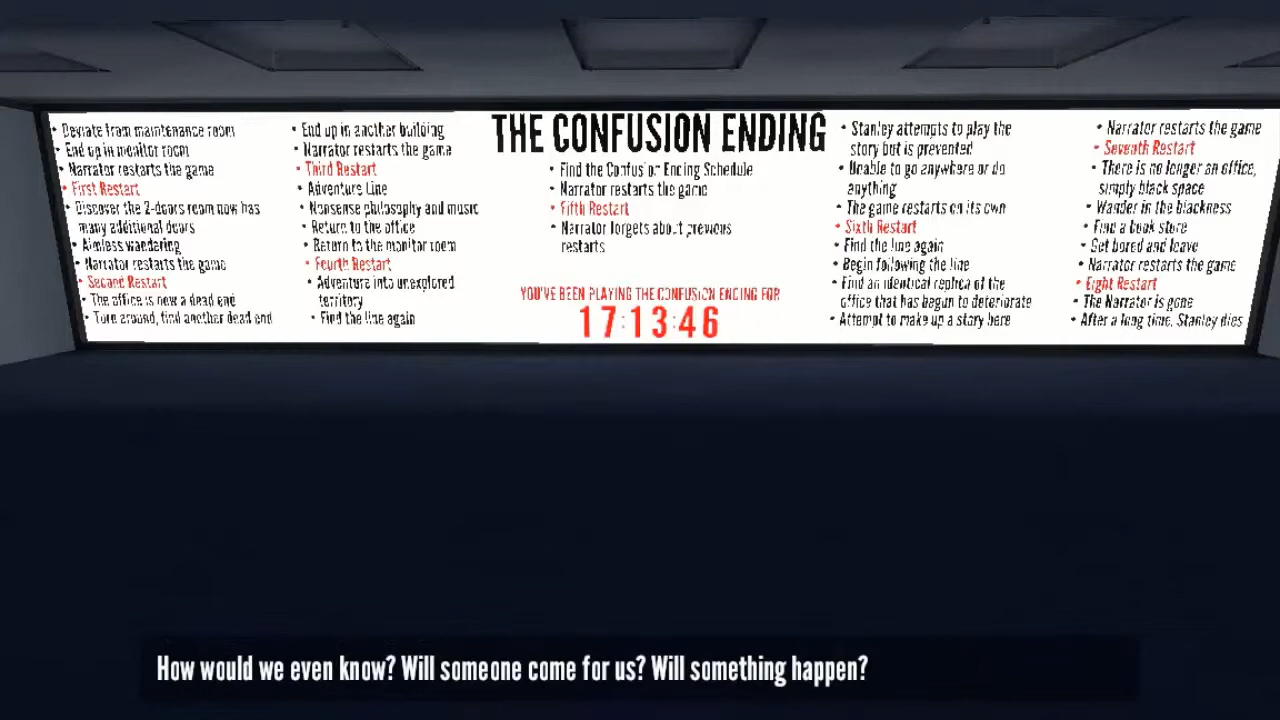 • Deviate from maintenance room
• End up in monitor room
• Narrator restarts the game
• First Restart
• Discover the 2-doors room now has
many additional doors
• Aimless wandering
• Narrator restarts the game
• Second Restart
• The office is now a dead end
• Turn around, find another dead end
• End up in another building
• Narrator restarts the game
• Third Restart
• Adventure Line
• Nonsense philosophy and music
• Return to the office
• Return to the monitor room
• Fourth Restart
• Adventure into unexplored
territory
• Find the line again
THE CONFUSION ENDING
• Find the Confusion Ending Schedule
• Narrator restarts the game
• Fifth Restart
• Narrator forgets about previous
restarts
YOU'VE BEEN PLAYING THE CONFUSION ENDING FOR
17:13:46
• Stanley attempts to play the
story but is prevented
• Unable to go anywhere or do
anything
• The game restarts on its own
• Sixth Restart
• Find the line again
• Begin following the line
• Find an identical replica of the
office that has begun to deteriorate
• Attempt to make up a story here
• Narrator restarts the game
• Seventh Restart
• There is no longer an office,
simply black space
• Wander in the blackness
• Find a book store
• Get bored and leave
• Narrator restarts the game
• Eight Restart
• The Narrator is gone
• After a long time, Stanley dies
How would we even know? Will someone come for us? Will something happen?